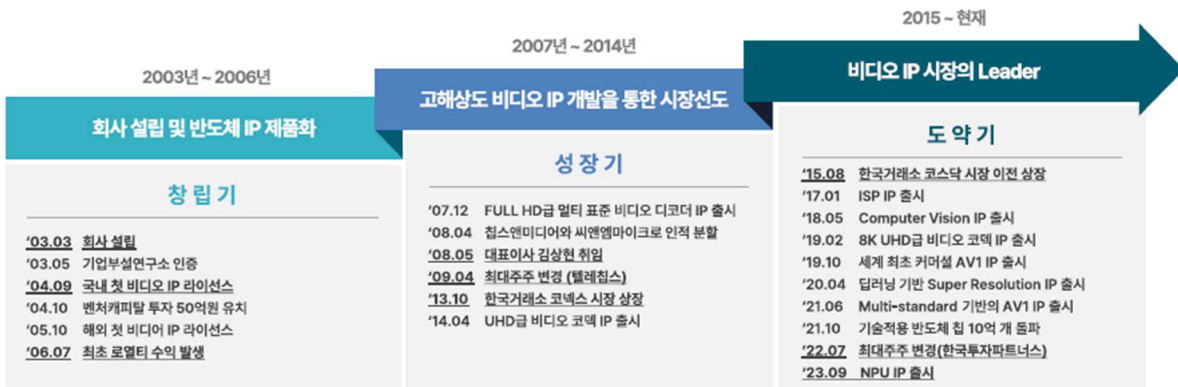 2003년 ~ 2006년
회사 설립 및 반도체 IP 제품화
창 립 기
‘03.03 회사 설립
‘03.05 기업부설연구소 인증
‘04.09 국내 첫 비디오 IP 라이선스
‘04.10 벤처캐피탈 투자 50억원 유치
‘05.10 해외 첫 비디어 IP 라이선스
‘06.07 최초 로열티 수익 발생
2007년 ~ 2014년
고해상도 비디오 IP 개발을 통한 시장선도
성 장 기
‘07.12 FULL HD급 멀티 표준 비디오 디코더 IP 출시
‘08.04 칩스앤미디어와 씨앤엠마이크로 인적 분할
‘08.05 대표이사 김상현 취임
‘09.04 최대주주 변경 (텔레칩스)
‘13.10 한국거래소 코넥스 시장 상장
‘14.04 UHD급 비디오 코덱 IP 출시
2015 ~ 현재
비디오 IP 시장의 Leader
도 약 기
‘15.08 한국거래소 코스닥 시장 이전 상장
‘17.01 ISP IP 출시
‘18.05 Computer Vision IP 출시
‘19.02 8K UHD급 비디오 코덱 IP 출시
‘19.10 세계 최초 커머셜 AV1 IP 출시
‘20.04 딥러닝 기반 Super Resolution IP 출시
‘21.06 Multi-standard 기반의 AV1 IP 출시
‘21.10 기술적용 반도체 칩 10억 개 돌파
‘22.07 최대주주 변경(한국투자파트너스)
‘23.09 NPU IP 출시